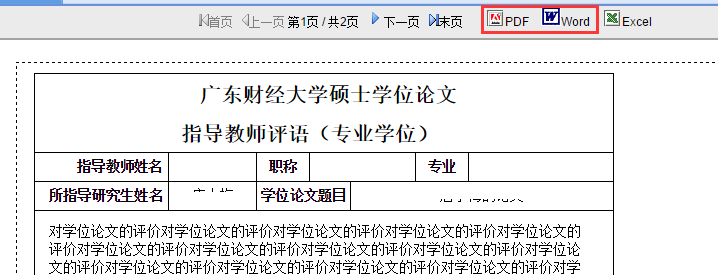 首页 上一页 第1页 / 共2页 下一页 末页 PDF Word Excel
广东财经大学硕士学位论文
指导教师评语（专业学位）
指导教师姓名 职称 专业
所指导研究生姓名 学位论文题目
对学位论文的评价对学位论文的评价对学位论文的评价对学位论文的评价对学位论文的
评价对学位论文的评价对学位论文的评价对学位论文的评价对学位论文的评价对学位论
文的评价对学位论文的评价对学位论文的评价对学位论文的评价对学位论文的评价对学